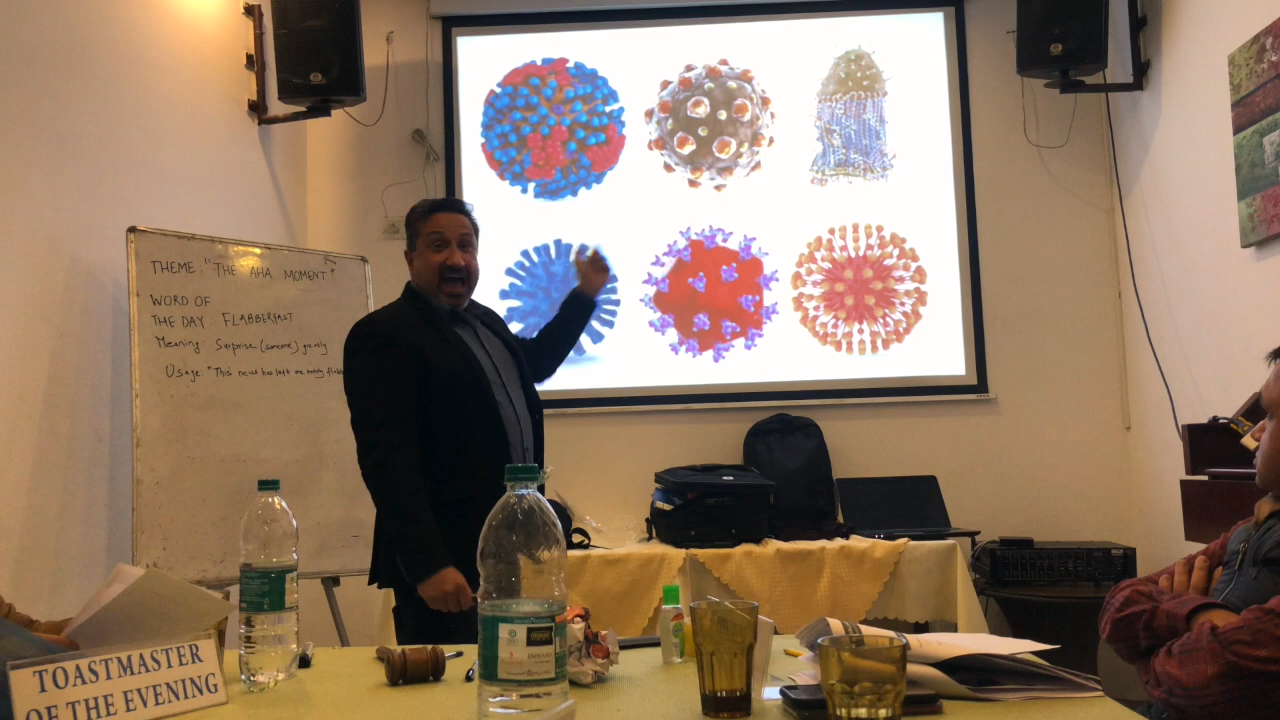 THEME: "THE AHA MOMENT"
WORD OF
THE DAY: FLABBERGAST
Meaning: Surprise (someone) greatly
Usage: "This news has left me totally
TOASTMASTER
OF THE EVENING